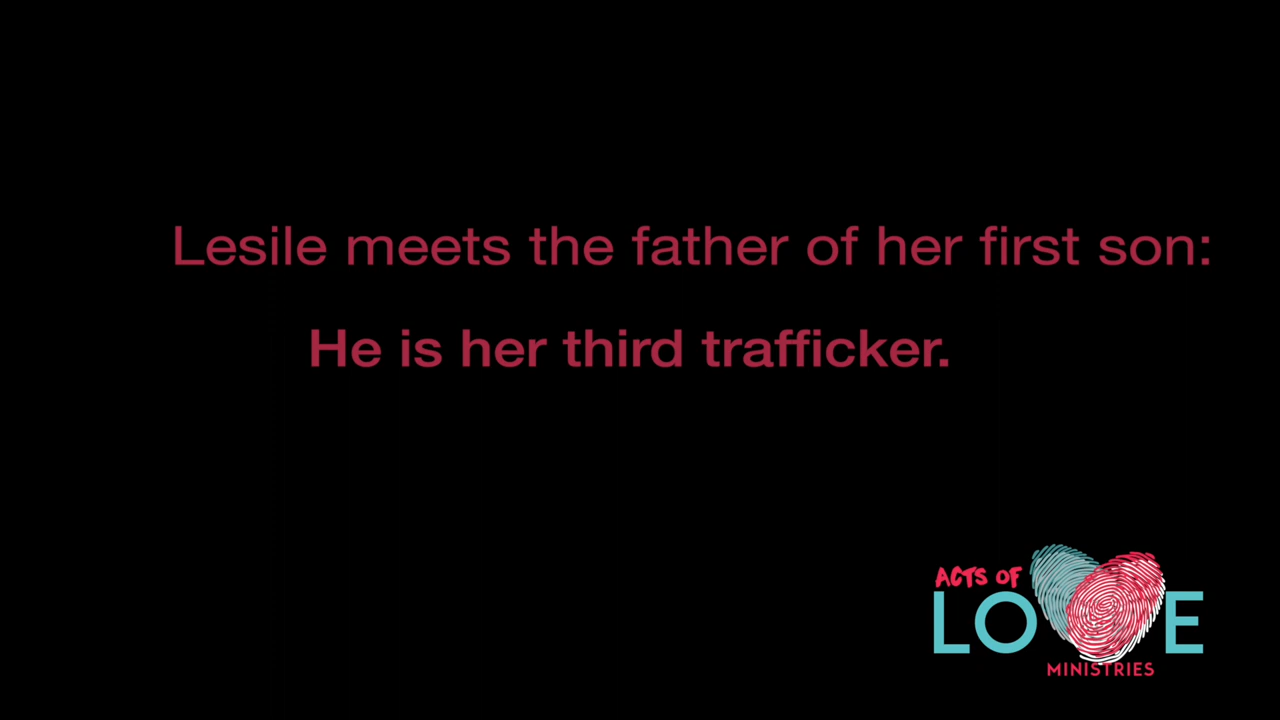 Lesile meets the father of her first son:
He is her third trafficker.
ACTS OF
LOVE
MINISTRIES